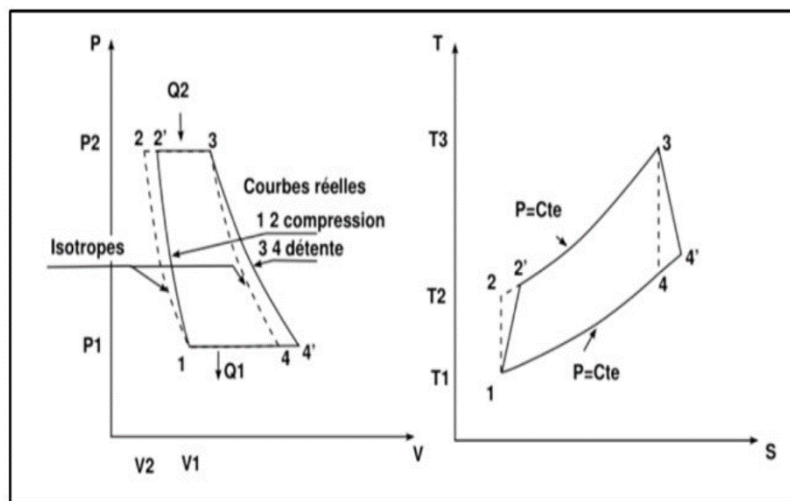 P
Q2
P2
2 2' 3
Courbes réelles
1 2 compression
3 4 détente
Isotropes
P1
1
Q1
4 4'
V2 V1
V
T
T3
3
P=Cte
2 2'
T2
4'
4
T1
1
P=Cte
S